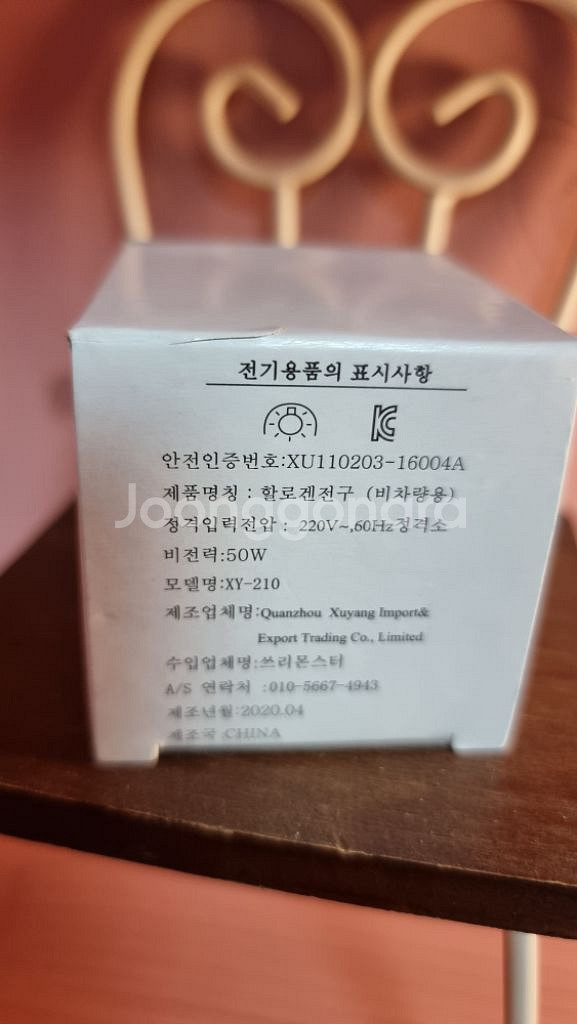 전기용품의 표시사항
안전인증번호:XU110203-16004A
제품명칭 : 할로겐전구 (비차량용)
Joonggonara
정격입력전압 : 220V~,60Hz정격소
비전력:50W
모델명:XY-210
제조업체명:Quanzhou Xuyang Import&
Export Trading Co., Limited
수입업체명:쓰리몬스터
A/S 연락처 :010-5667-4943
제조년월:2020.04
제조국:CHINA